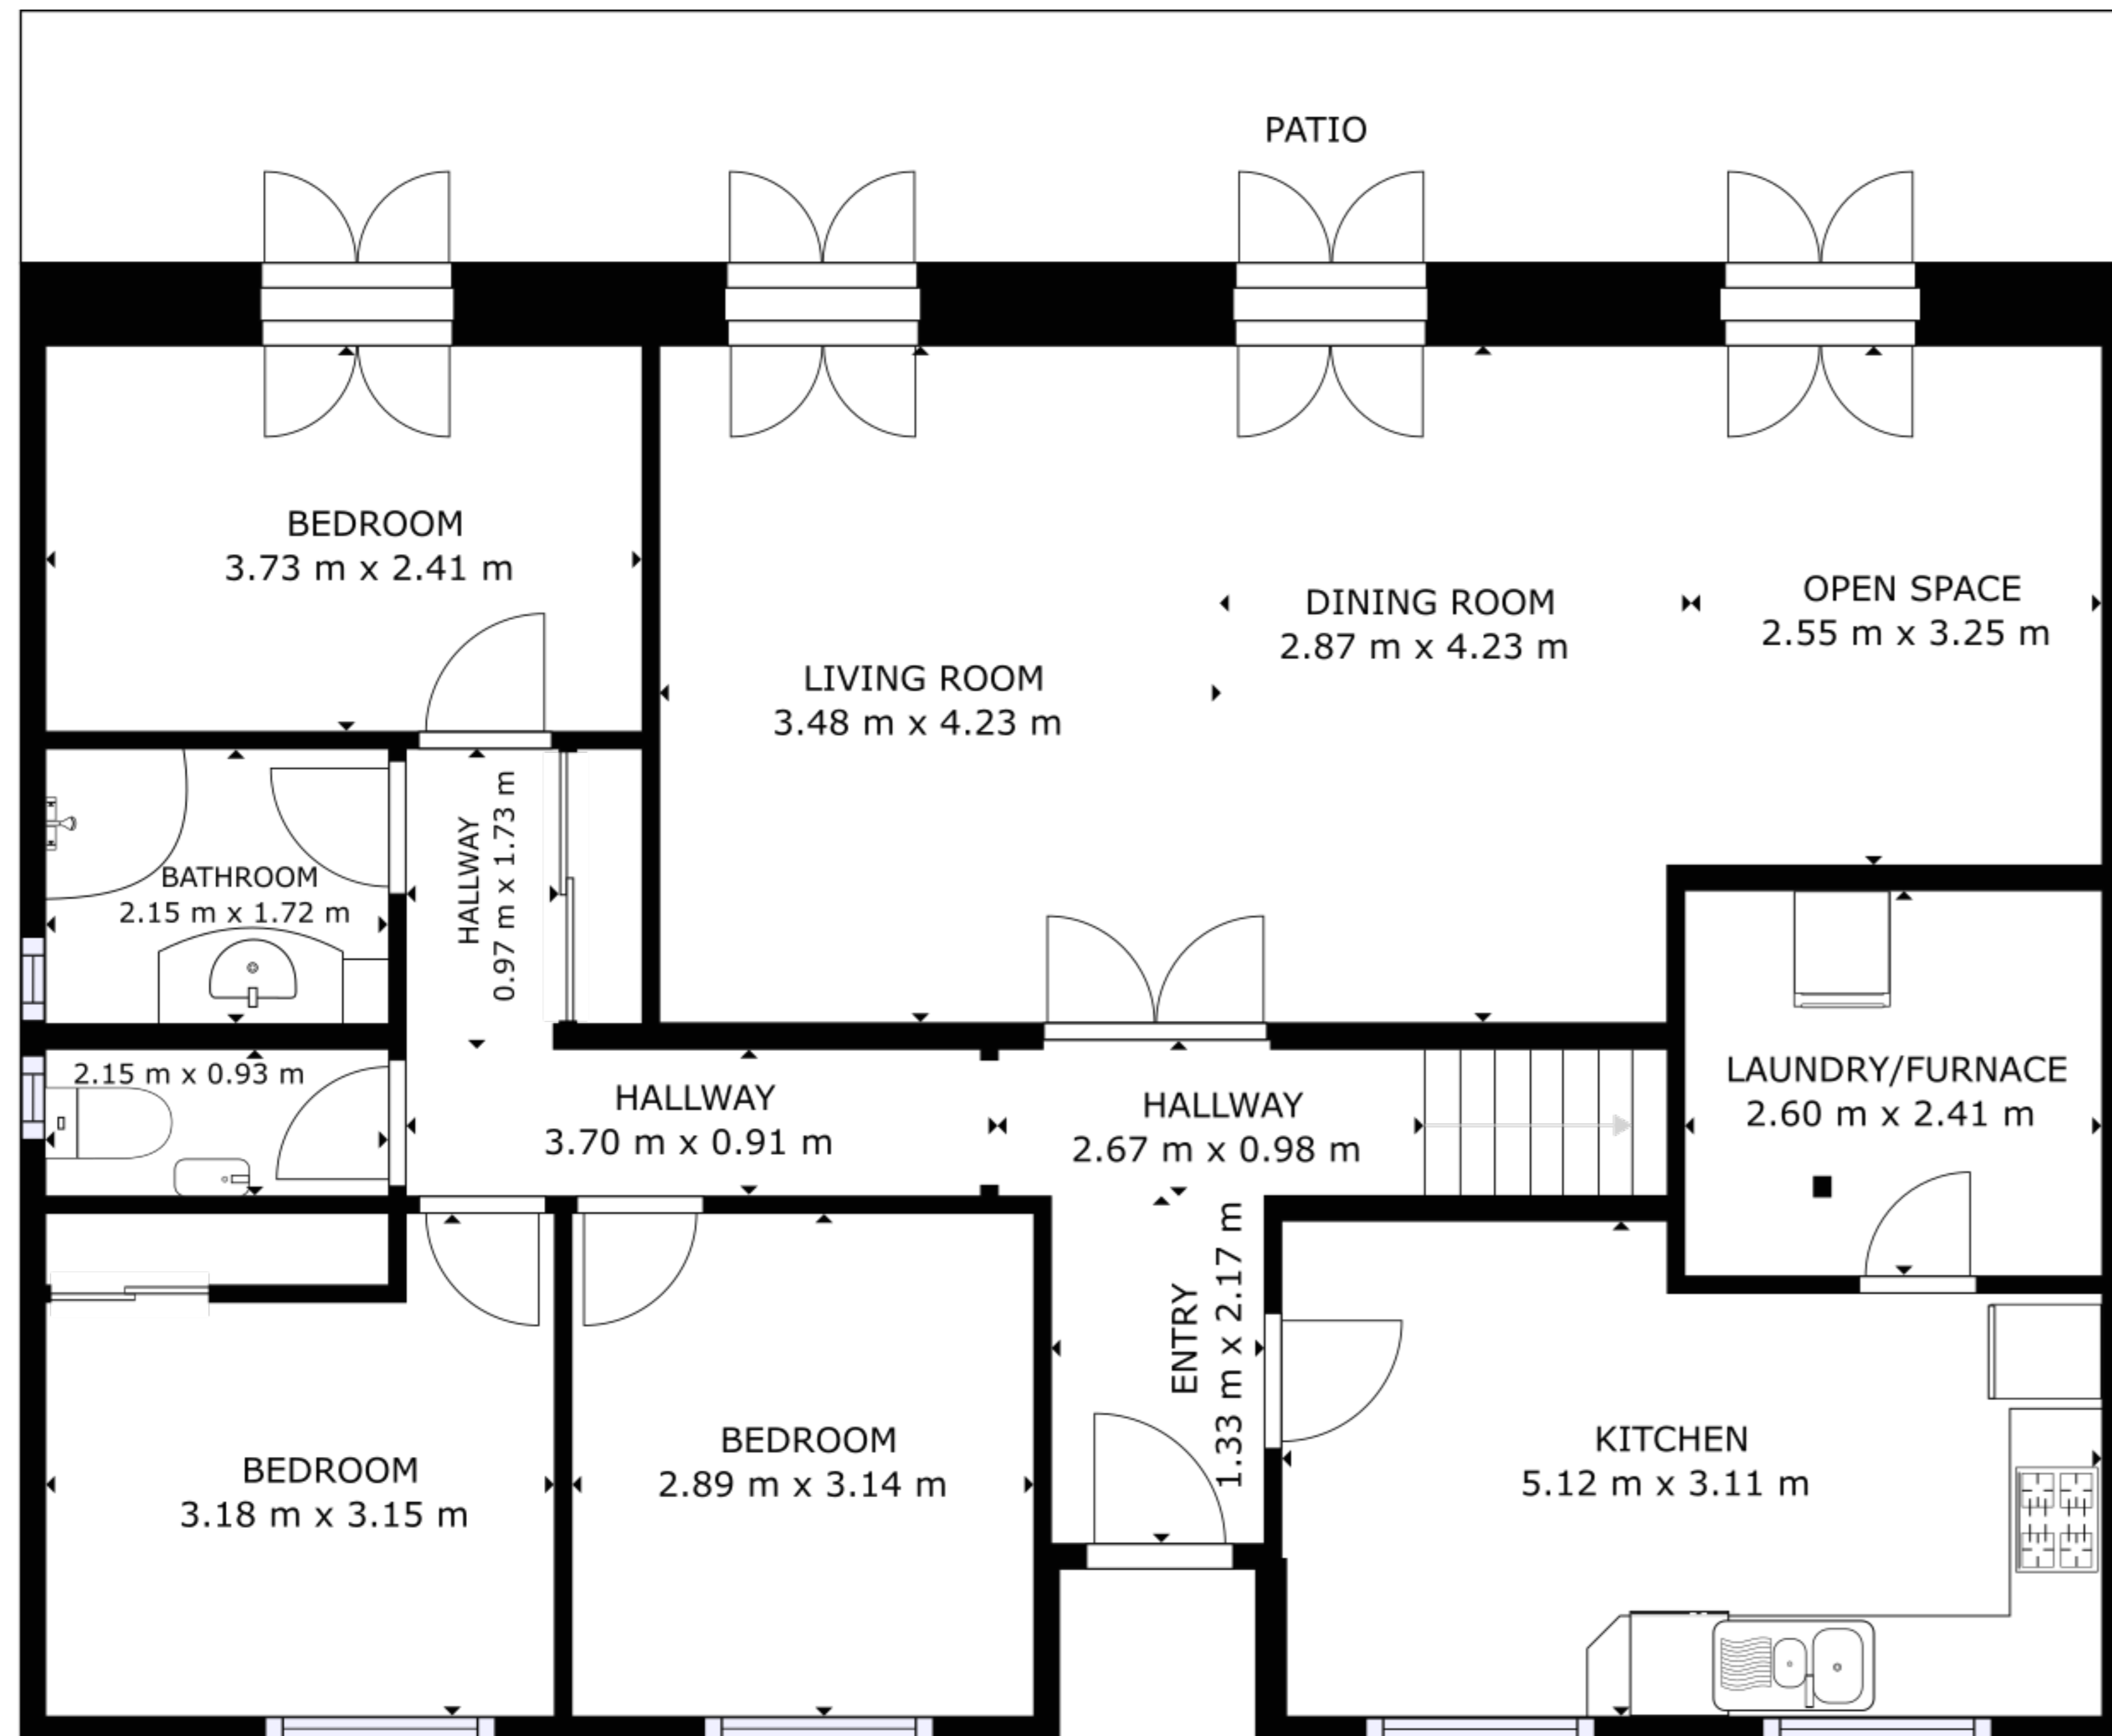 PATIO
BEDROOM
3.73 m x 2.41 m
LIVING ROOM
3.48 m x 4.23 m
DINING ROOM
2.87 m x 4.23 m
OPEN SPACE
2.55 m x 3.25 m
BATHROOM
2.15 m x 1.72 m
HALLWAY
0.97 m x 1.73 m
2.15 m x 0.93 m
HALLWAY
3.70 m x 0.91 m
HALLWAY
2.67 m x 0.98 m
LAUNDRY/FURNACE
2.60 m x 2.41 m
ENTRY
1.33 m x 2.17 m
BEDROOM
3.18 m x 3.15 m
BEDROOM
2.89 m x 3.14 m
KITCHEN
5.12 m x 3.11 m